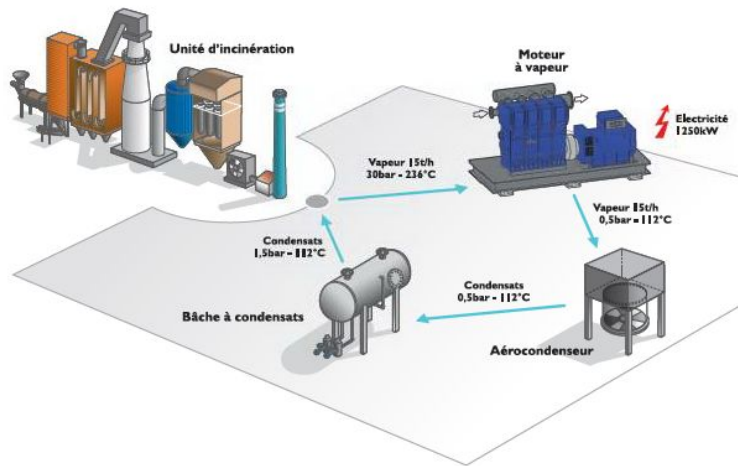 Unité d'incinération
Moteur
à vapeur
Electricité
1250kW
Vapeur 15t/h
30bar - 236°C
Vapeur 15t/h
0,5bar - 112°C
Condensats
1,5bar - 112°C
Condensats
0,5bar - 112°C
Bâche à condensats
Aérocondenseur